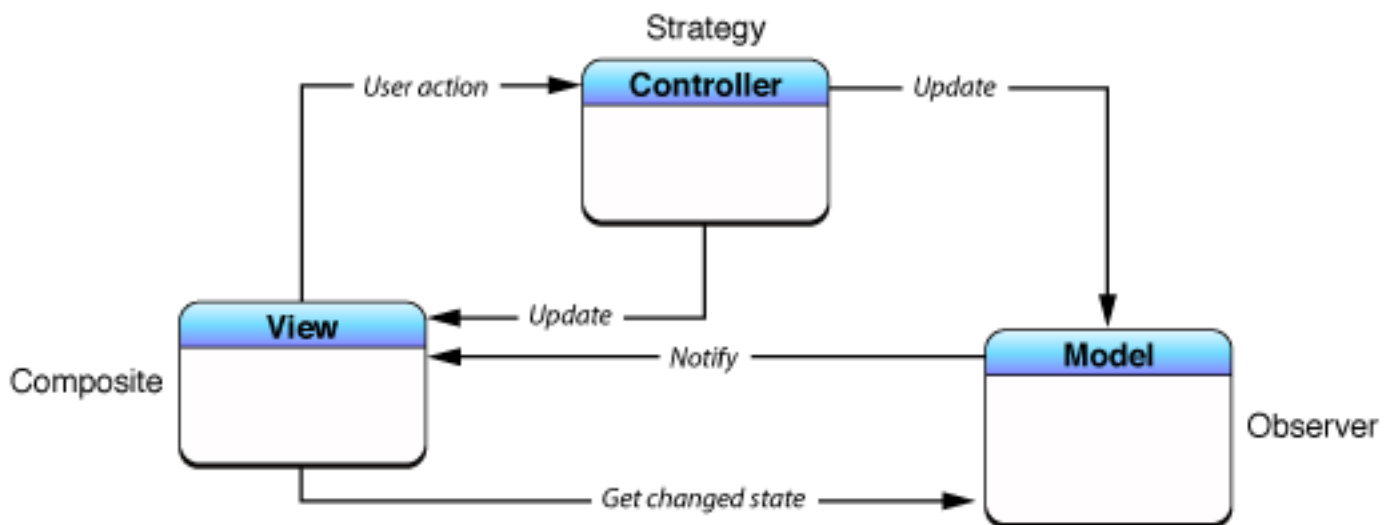 Strategy
Controller
User action
Update
Update
View
Notify
Model
Composite
Observer
Get changed state